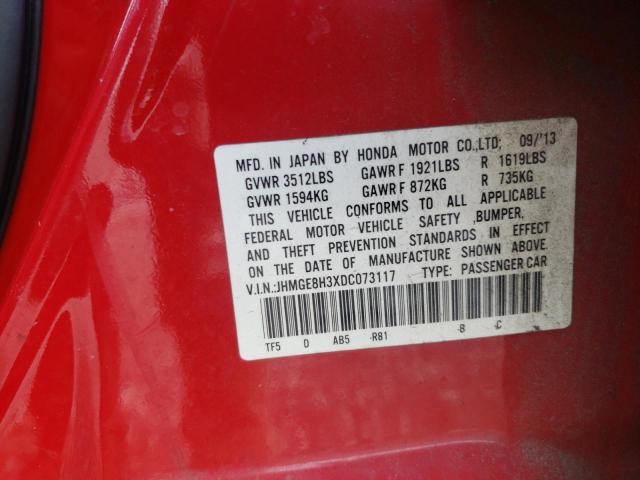 MFD. IN JAPAN BY HONDA MOTOR CO.,LTD; 09/'13
GVWR 3512LBS GAWR F 1921LBS R 1619LBS
GVWR 1594KG GAWR F 872KG R 735KG
THIS VEHICLE CONFORMS TO ALL APPLICABLE
FEDERAL MOTOR VEHICLE SAFETY ,BUMPER,
AND THEFT PREVENTION STANDARDS IN EFFECT
ON THE DATE OF MANUFACTURE SHOWN ABOVE.
V.I.N.:JHMGE8H3XDC073117 TYPE: PASSENGER CAR
TF5 D AB5 -R81 -B -C